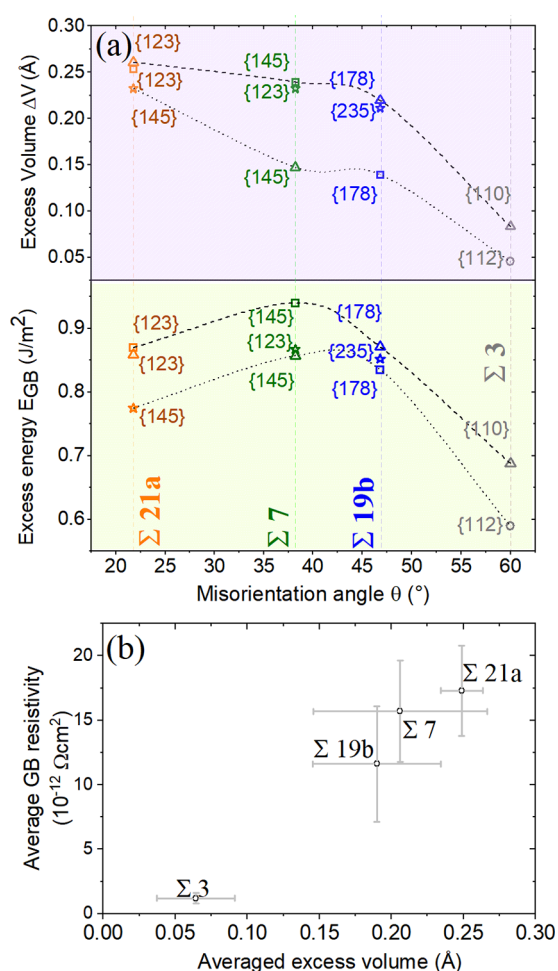 (a)
0.30
0.25
0.20
0.15
0.10
0.05
Excess Volume ΔV (Å)
{123}
{123}
{145}
{145}
{123}
{145}
{178}
{235}
{178}
{110}
{112}
0.9
0.8
0.7
0.6
Excess energy E_GB (J/m²)
{123}
{123}
{145}
{145}
{123}
{145}
{178}
{235}
{178}
{110}
{112}
Σ 21a
Σ 7
Σ 19b
Σ 3
20 25 30 35 40 45 50 55 60
Misorientation angle θ (°)
(b)
20
15
10
5
0
Average GB resistivity
(10⁻¹² Ωcm²)
Σ 21a
Σ 7
Σ 19b
Σ 3
0.00 0.05 0.10 0.15 0.20 0.25 0.30
Averaged excess volume (Å)